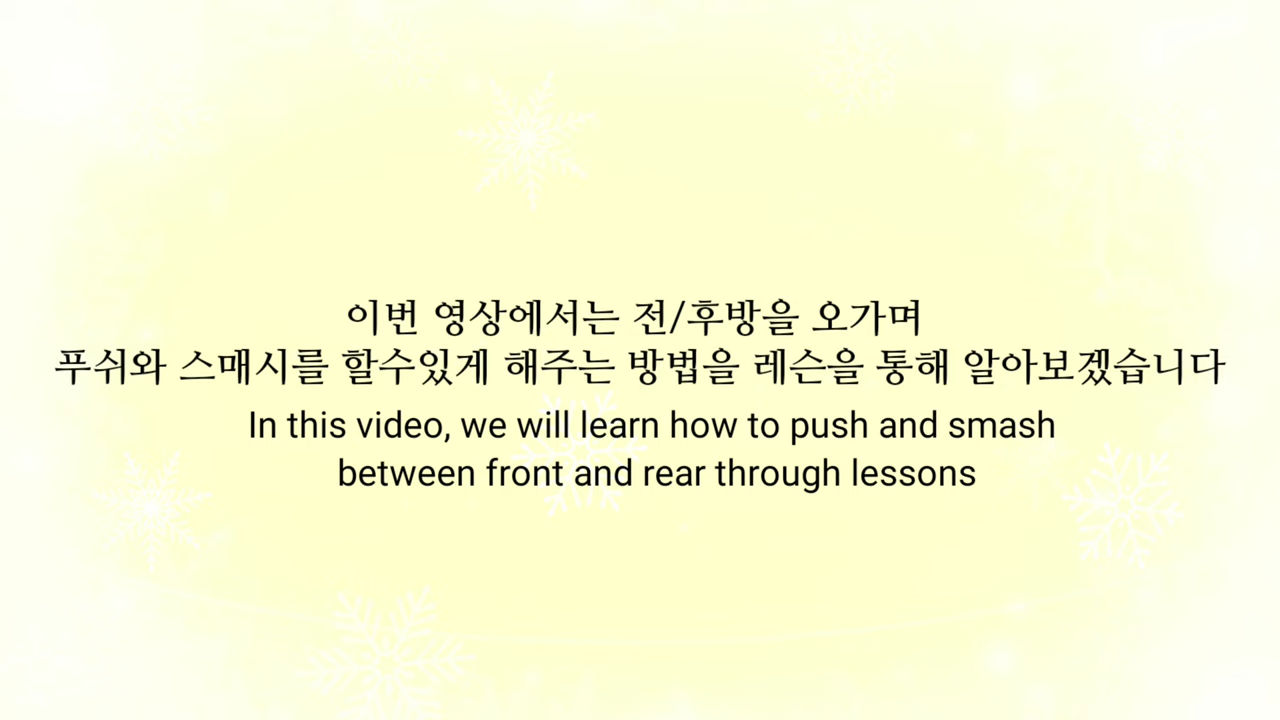 이번 영상에서는 전/후방을 오가며
푸쉬와 스매시를 할수있게 해주는 방법을 레슨을 통해 알아보겠습니다
In this video, we will learn how to push and smash
between front and rear through lessons